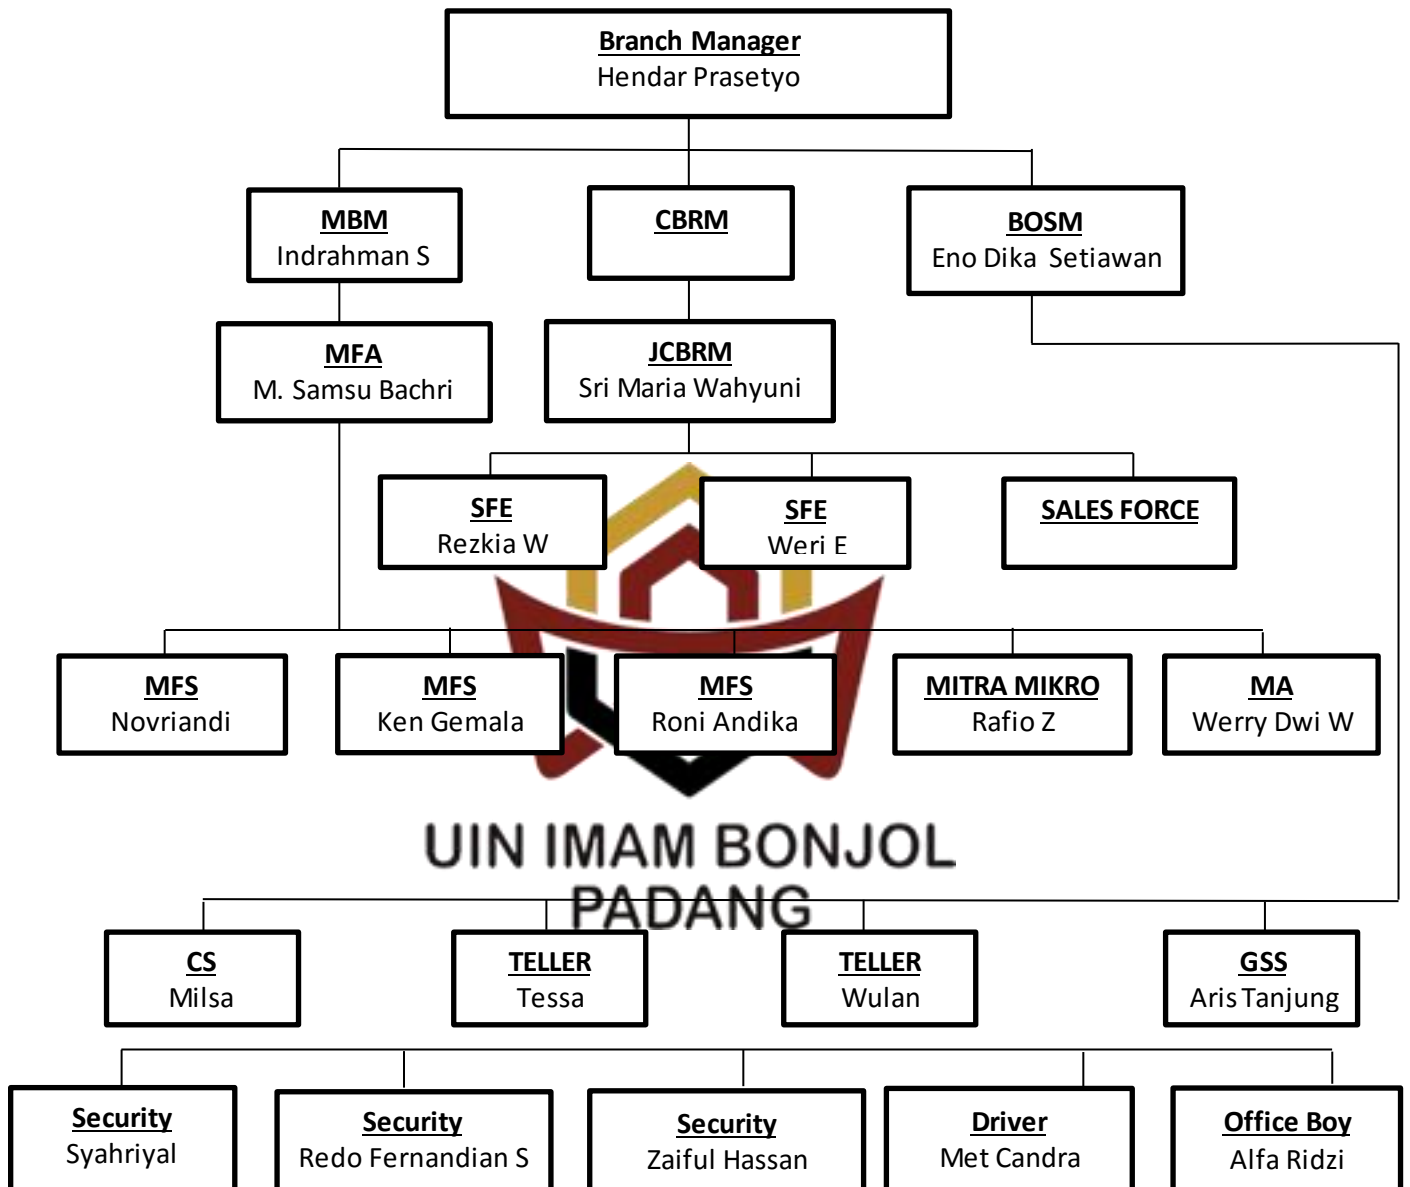 Branch Manager
Hendar Prasetyo
MBM
Indrahman S
CBRM
BOSM
Eno Dika Setiawan
MFA
M. Samsu Bachri
JCBRM
Sri Maria Wahyuni
SFE
Rezkia W
SFE
Weri E
SALES FORCE
MFS
Novriandi
MFS
Ken Gemala
MFS
Roni Andika
MITRA MIKRO
Rafio Z
MA
Werry Dwi W
UIN IMAM BONJOL
PADANG
CS
Milsa
TELLER
Tessa
TELLER
Wulan
GSS
Aris Tanjung
Security
Syahriyal
Security
Redo Fernandian S
Security
Zaiful Hassan
Driver
Met Candra
Office Boy
Alfa Ridzi